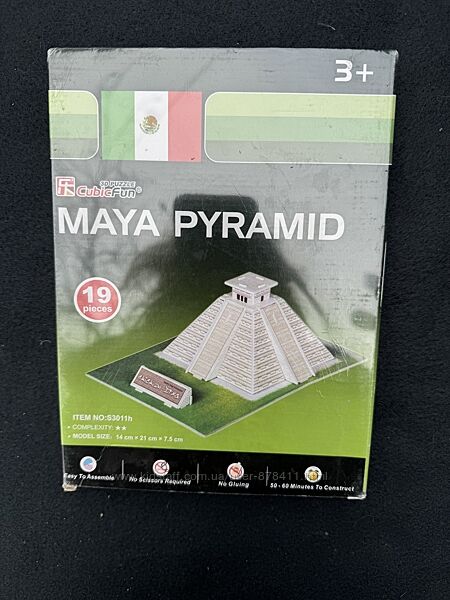 3+
乐
3D PUZZLE
CubicFun®
MAYA PYRAMID
19
pieces
ITEM NO:S3011h
COMPLEXITY: ★★
MODEL SIZE: 14 cm × 21 cm × 7.5 cm
Easy To Assemble
No Scissors Required
No Gluing
50 - 60 Minutes To Construct